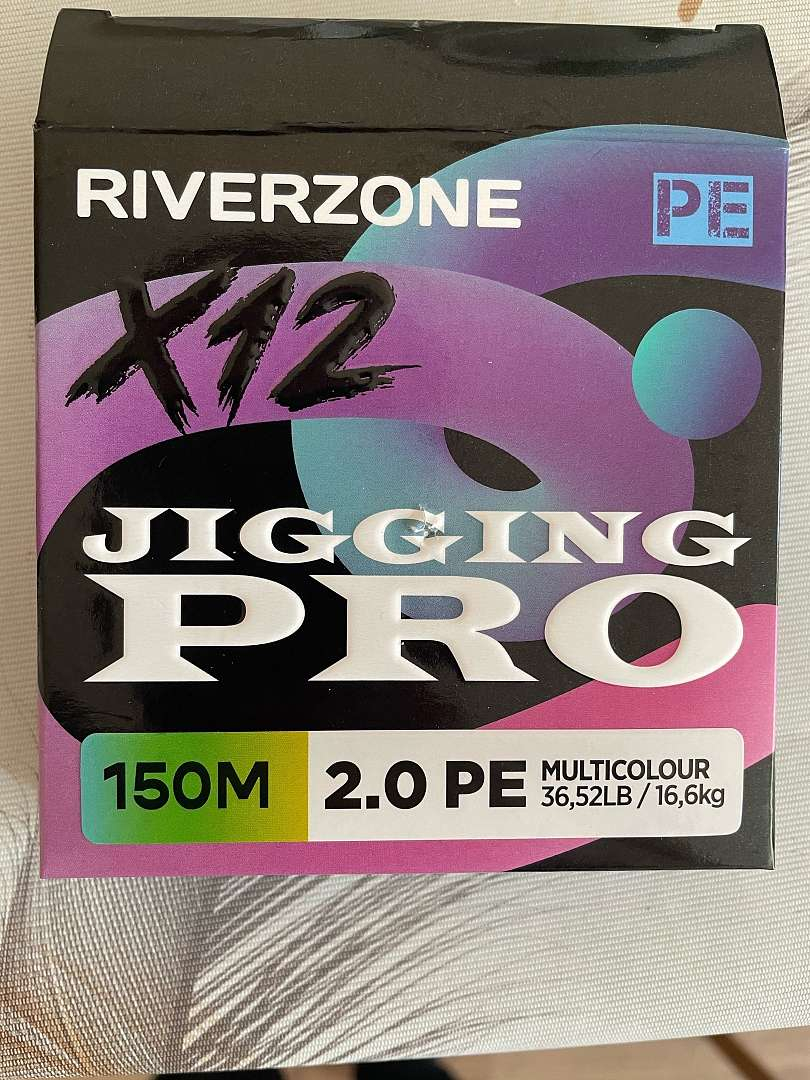 RIVERZONE
PE
X12
JIGGING
PRO
150M
2.0 PE
MULTICOLOUR
36,52LB / 16,6kg